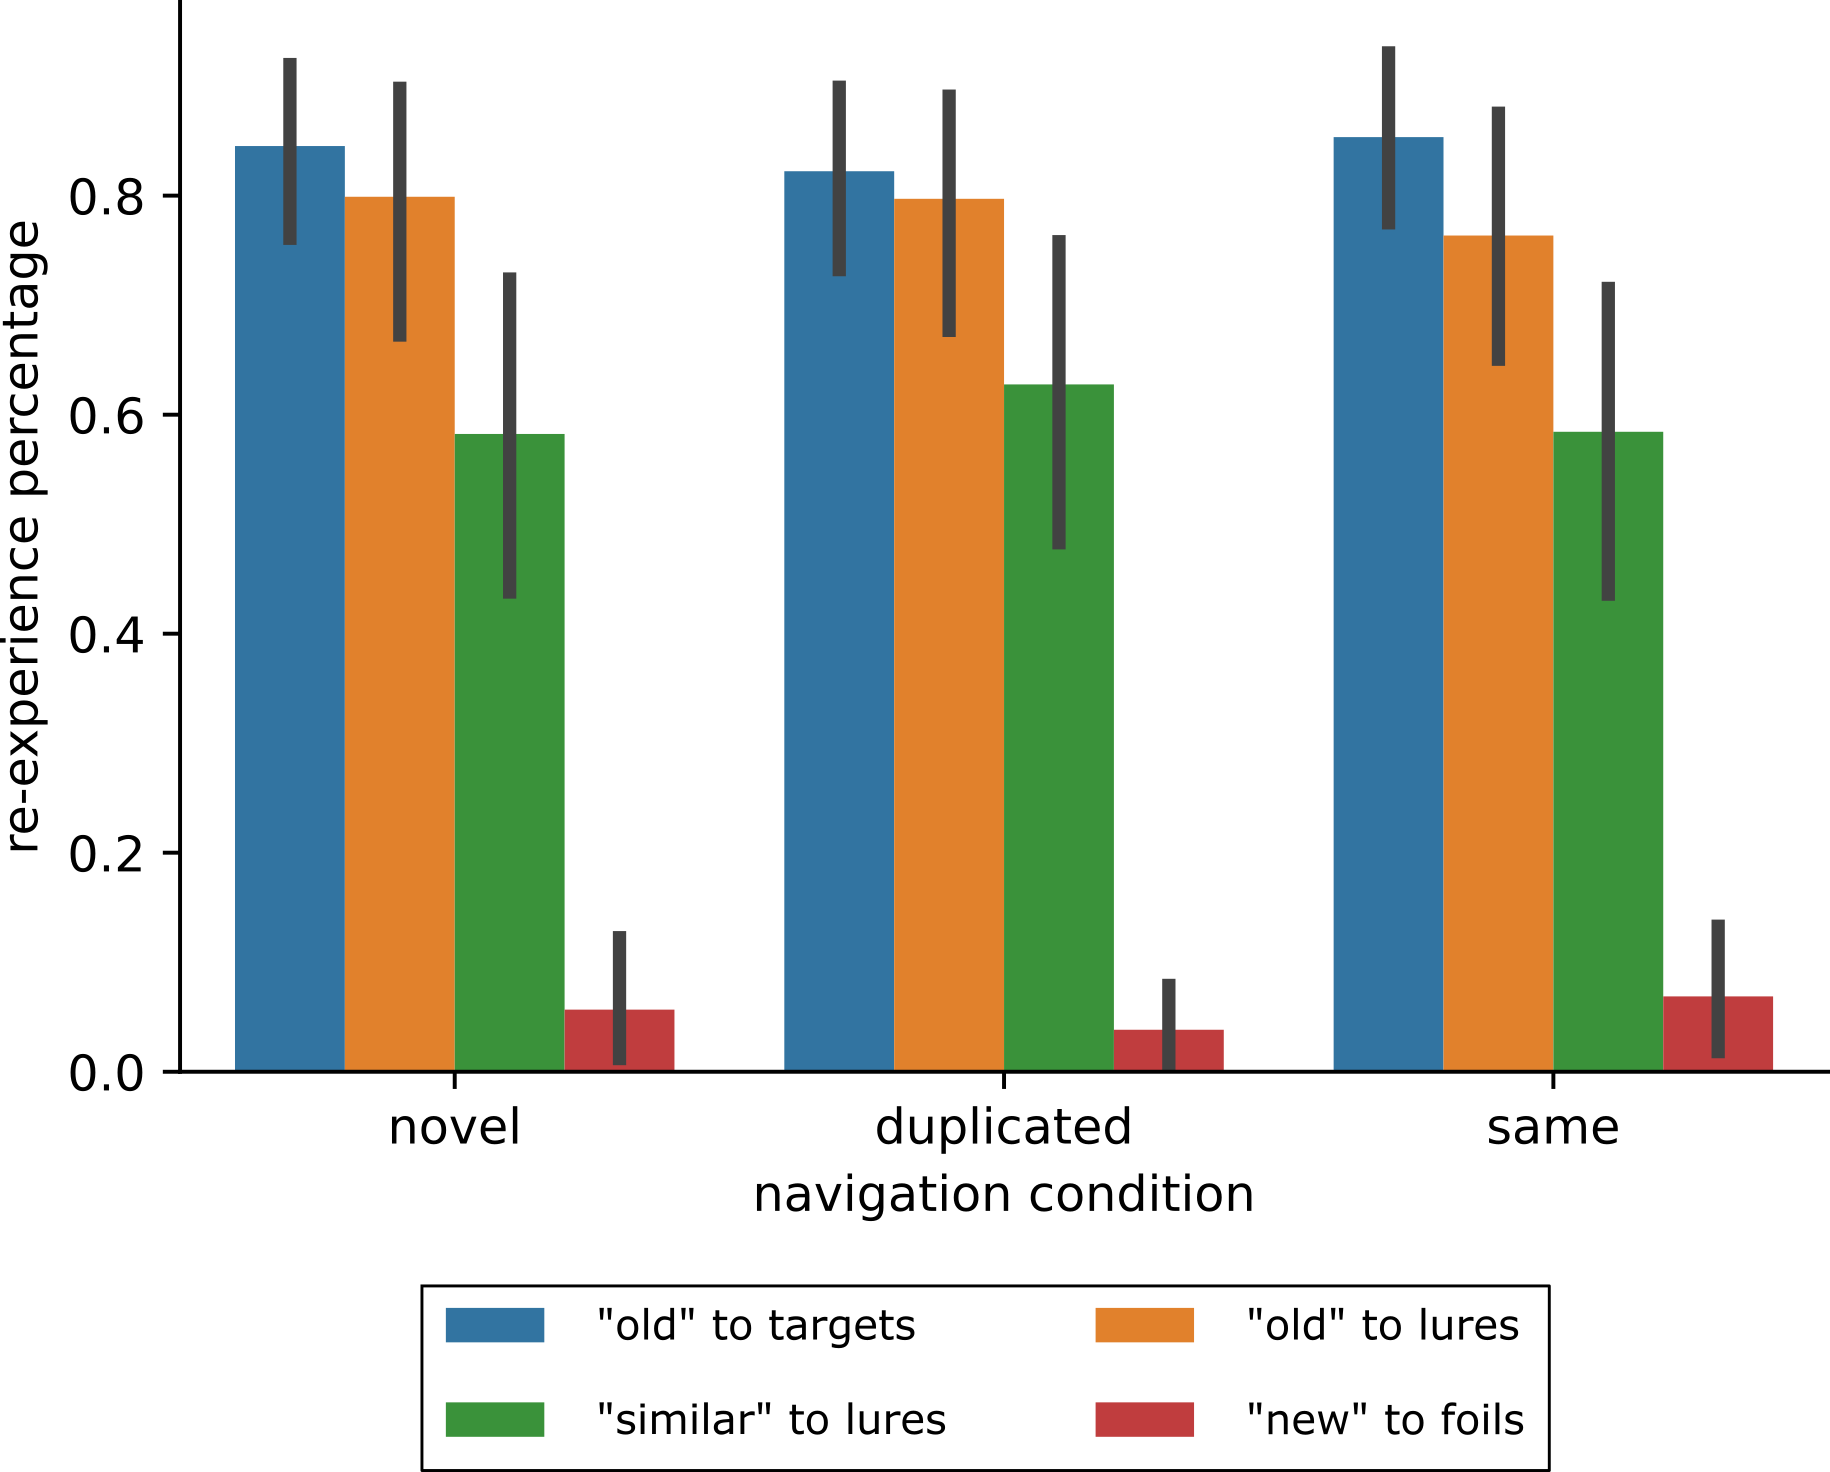 re-experience percentage
0.8
0.6
0.4
0.2
0.0
novel duplicated same
navigation condition
"old" to targets "old" to lures
"similar" to lures "new" to foils